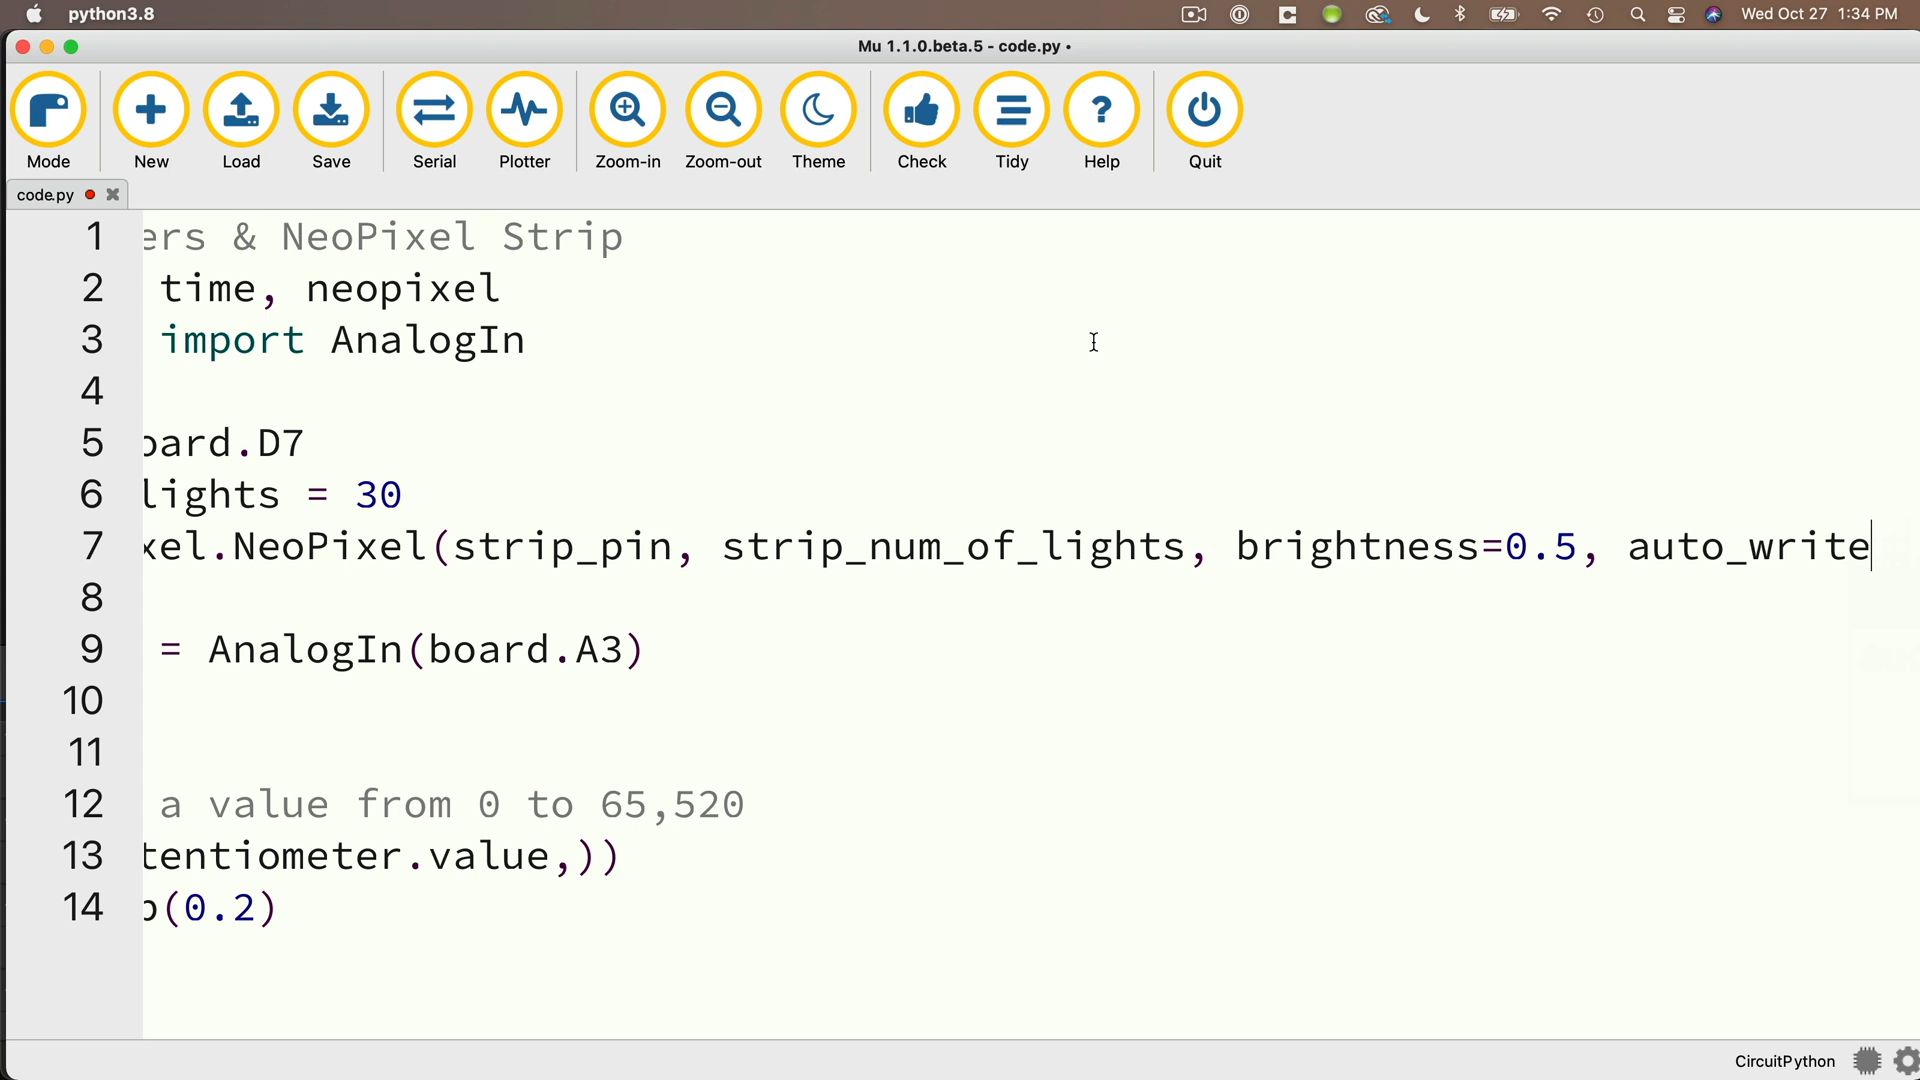 python3.8 Wed Oct 27 1:34 PM
Mu 1.1.0.beta.5 - code.py •
Mode New Load Save Serial Plotter Zoom-in Zoom-out Theme Check Tidy Help Quit
code.py
1 ers & NeoPixel Strip
2 time, neopixel
3 import AnalogIn
4
5 oard.D7
6 lights = 30
7 xel.NeoPixel(strip_pin, strip_num_of_lights, brightness=0.5, auto_write
8
9 = AnalogIn(board.A3)
10
11
12 a value from 0 to 65,520
13 tentiometer.value,))
14 p(0.2)
CircuitPython